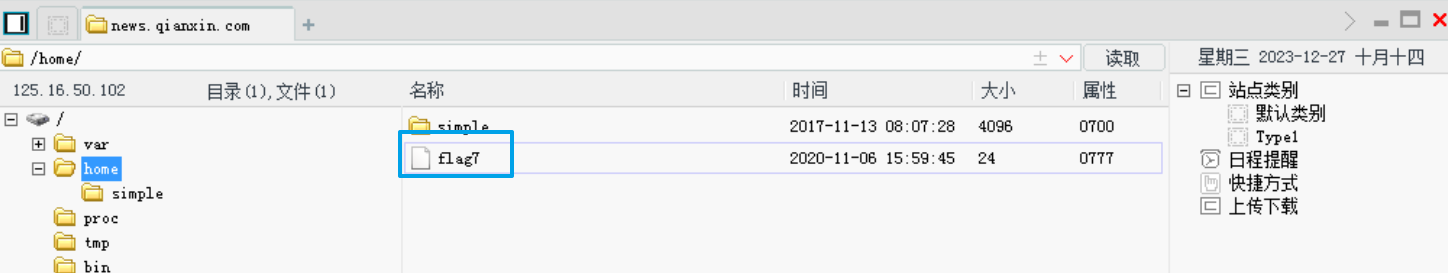 news.qianxin.com
/home/ 读取 星期三 2023-12-27 十月十四
125.16.50.102 目录(1),文件(1) 名称 时间 大小 属性 站点类别
/ simple 2017-11-13 08:07:28 4096 0700 默认类别
var flag7 2020-11-06 15:59:45 24 0777 Type1
home 日程提醒
simple 快捷方式
proc 上传下载
tmp
bin